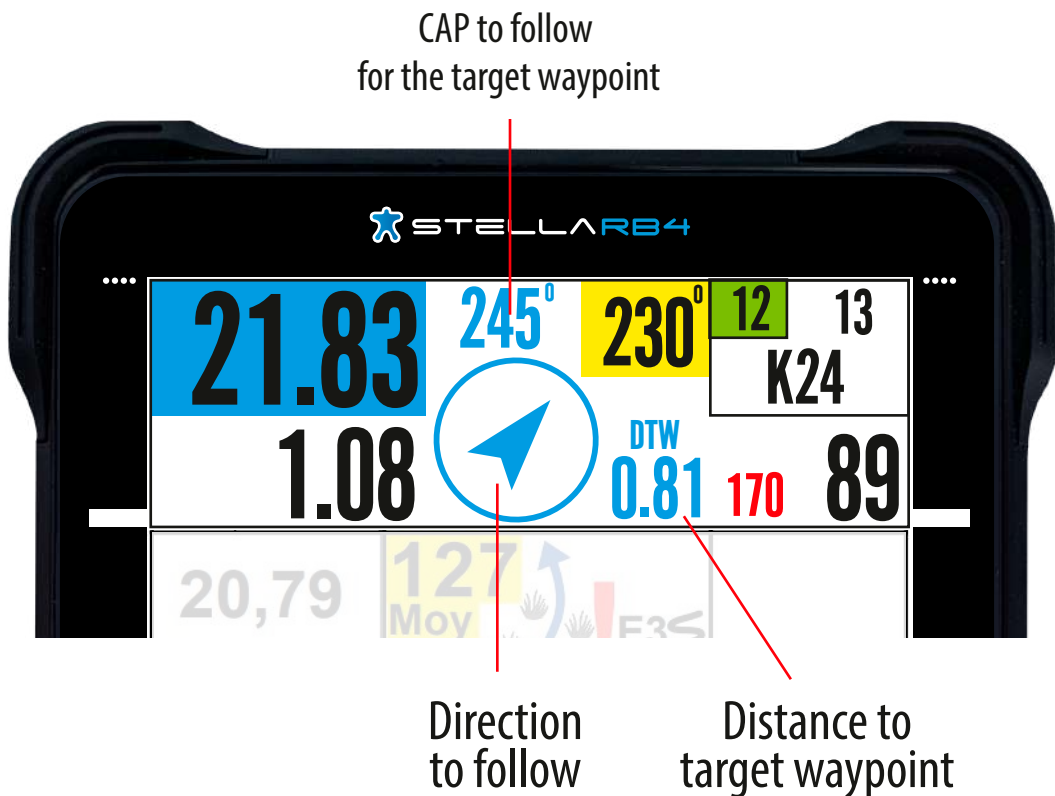 CAP to follow
for the target waypoint
STELLARB4
21.83
245°
230°
12
13
K24
1.08
DTW
0.81
170
89
20,79
127
Moy
E3
Direction
to follow
Distance to
target waypoint